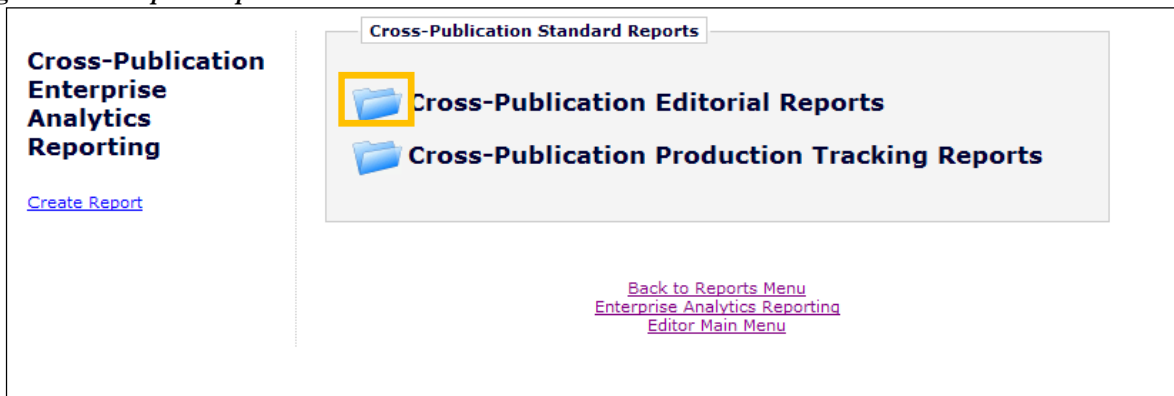 Cross-Publication Standard Reports
Cross-Publication
Enterprise
Analytics
Reporting
Create Report
Cross-Publication Editorial Reports
Cross-Publication Production Tracking Reports
Back to Reports Menu
Enterprise Analytics Reporting
Editor Main Menu